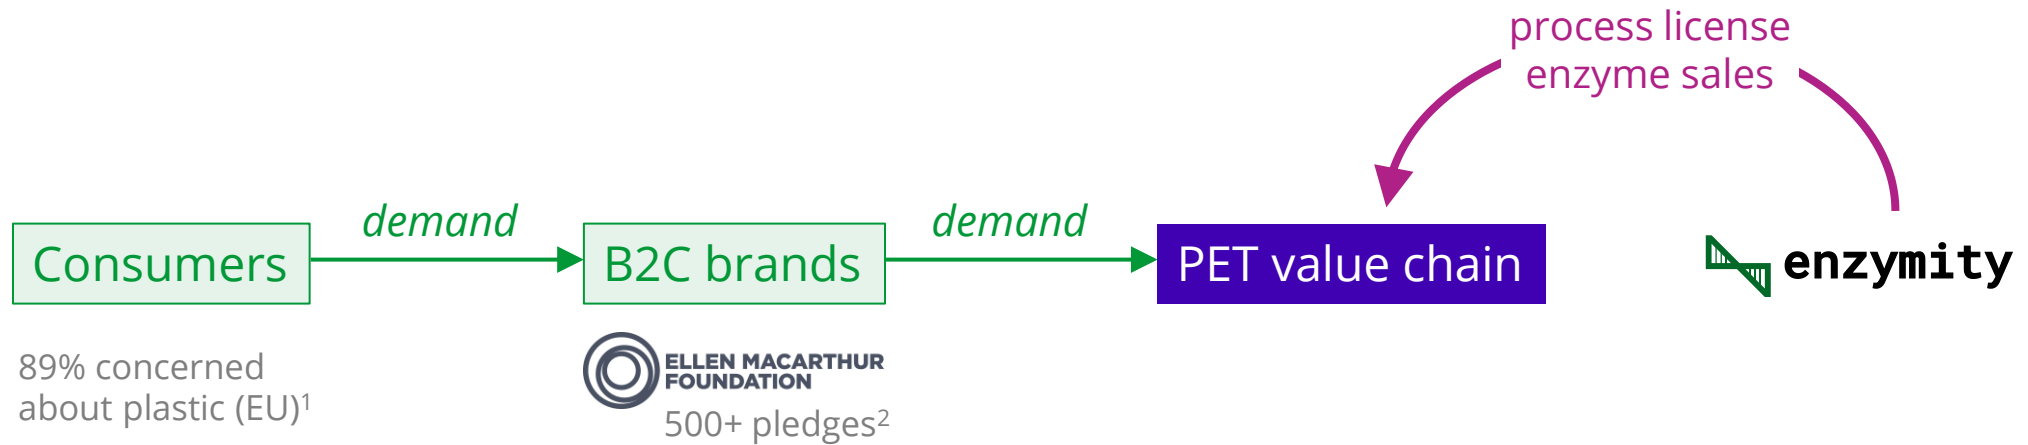 process license
enzyme sales
demand
demand
Consumers
B2C brands
PET value chain
enzymity
89% concerned
about plastic (EU)¹
ELLEN MACARTHUR
FOUNDATION
500+ pledges²